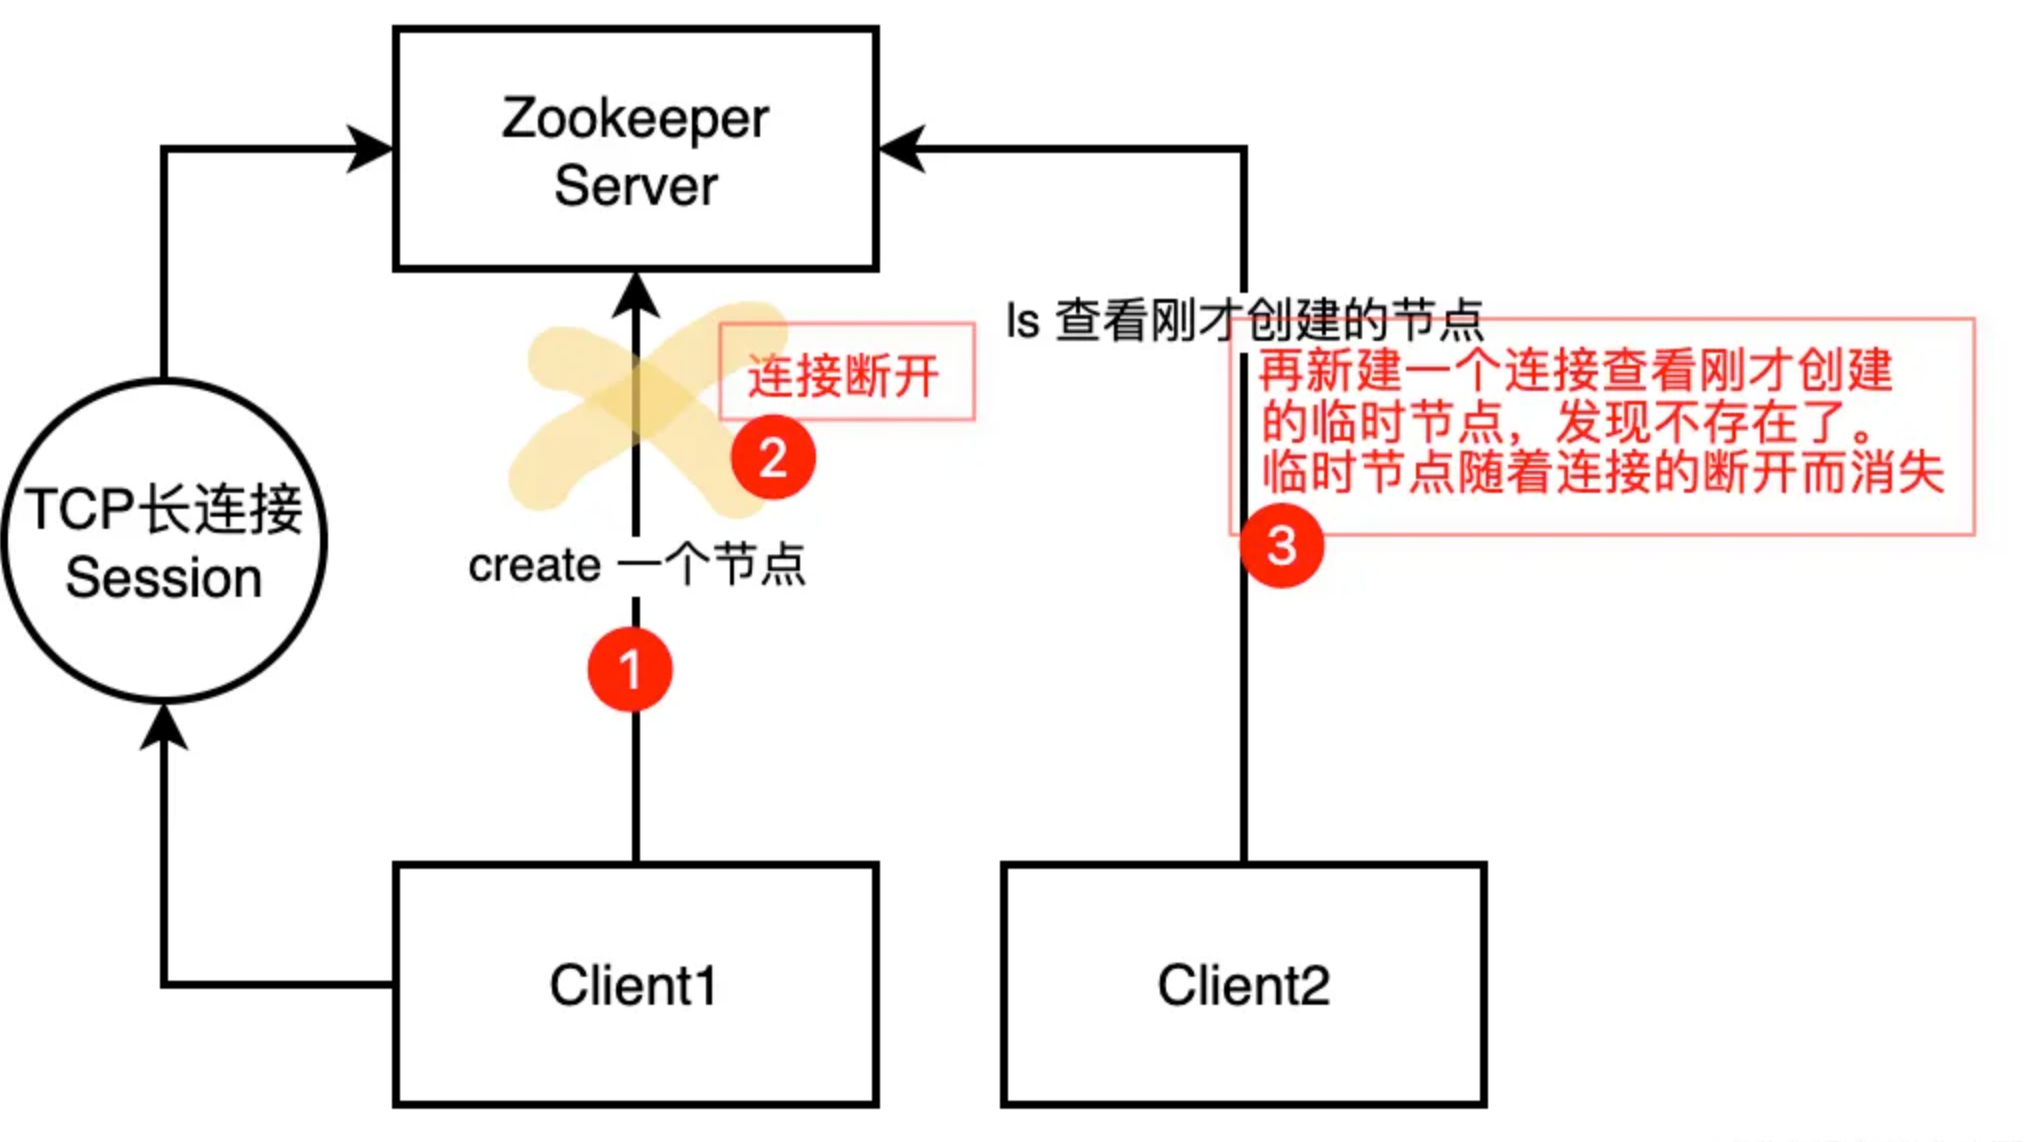 Zookeeper
Server
ls 查看刚才创建的节点
连接断开
2
再新建一个连接查看刚才创建
的临时节点，发现不存在了。
临时节点随着连接的断开而消失
3
TCP长连接
Session
create 一个节点
1
Client1
Client2